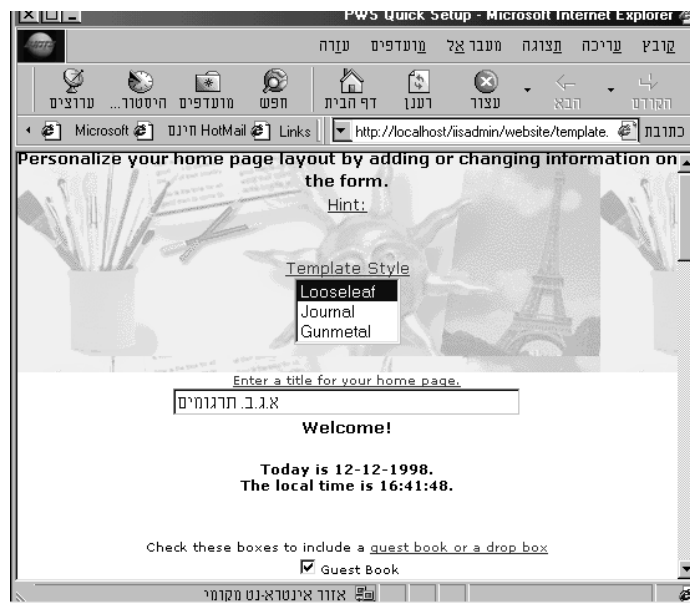 PWS Quick Setup - Microsoft Internet Explorer
קובץ עריכה תצוגה מעבר אל מועדפים עזרה
הקודם הבא עצור רענן דף הבית חפש מועדפים היסטור... ערוצים
כתובת http://localhost/iisadmin/website/template. Links HotMail חינם Microsoft
Personalize your home page layout by adding or changing information on
the form.
Hint:
Template Style
Looseleaf
Journal
Gunmetal
Enter a title for your home page.
א.ג.ב. תרגומים
Welcome!
Today is 12-12-1998.
The local time is 16:41:48.
Check these boxes to include a guest book or a drop box
Guest Book
אזור אינטרא-נט מקומי